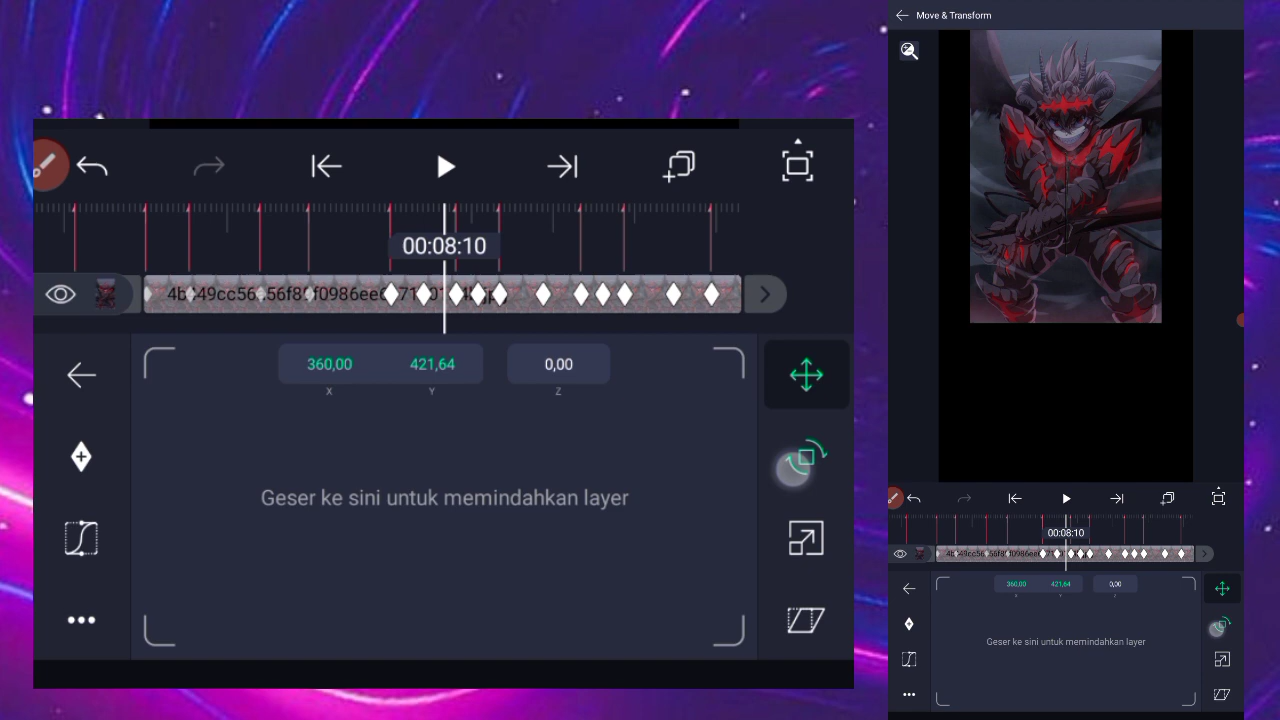 Move & Transform
00:08:10
360,00 421,64 0,00
X Y Z
Geser ke sini untuk memindahkan layer
00:08:10
360,00 421,64 0,00
Geser ke sini untuk memindahkan layer